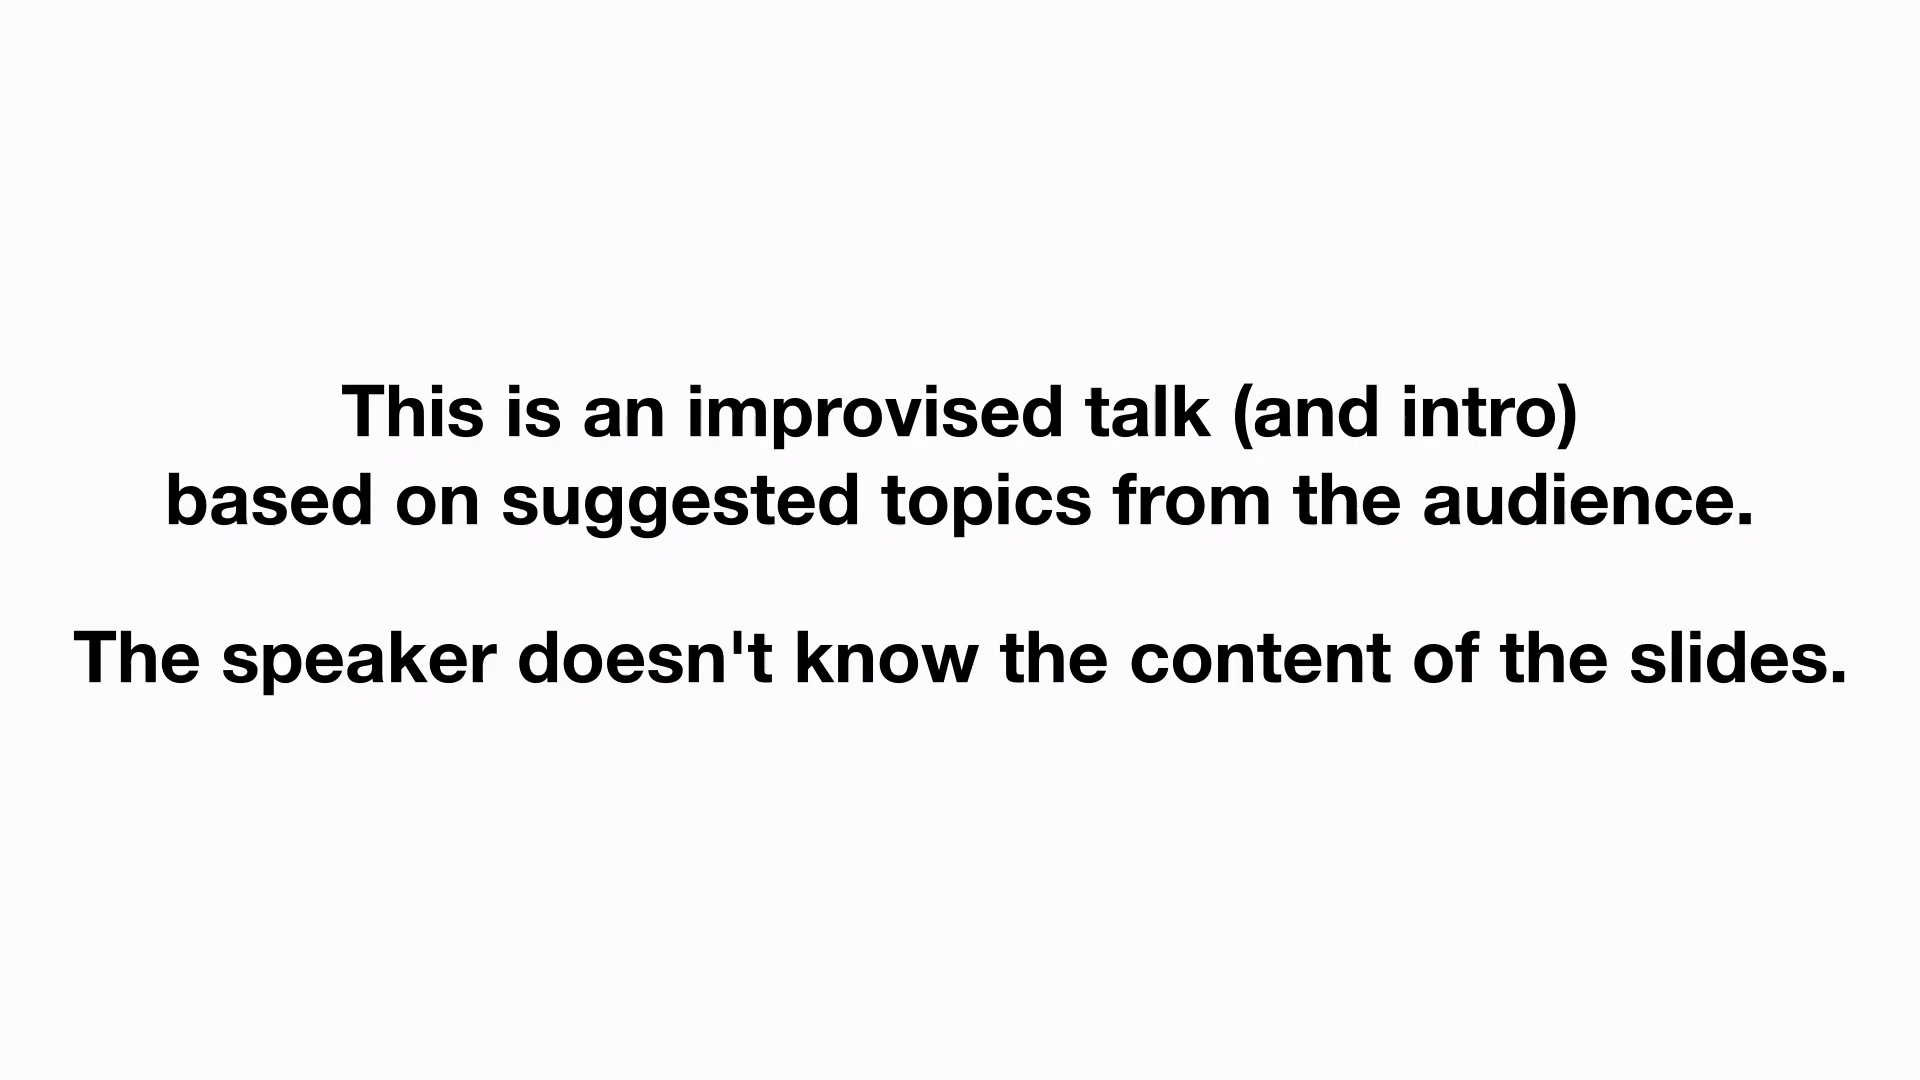 This is an improvised talk (and intro)
based on suggested topics from the audience.
The speaker doesn't know the content of the slides.